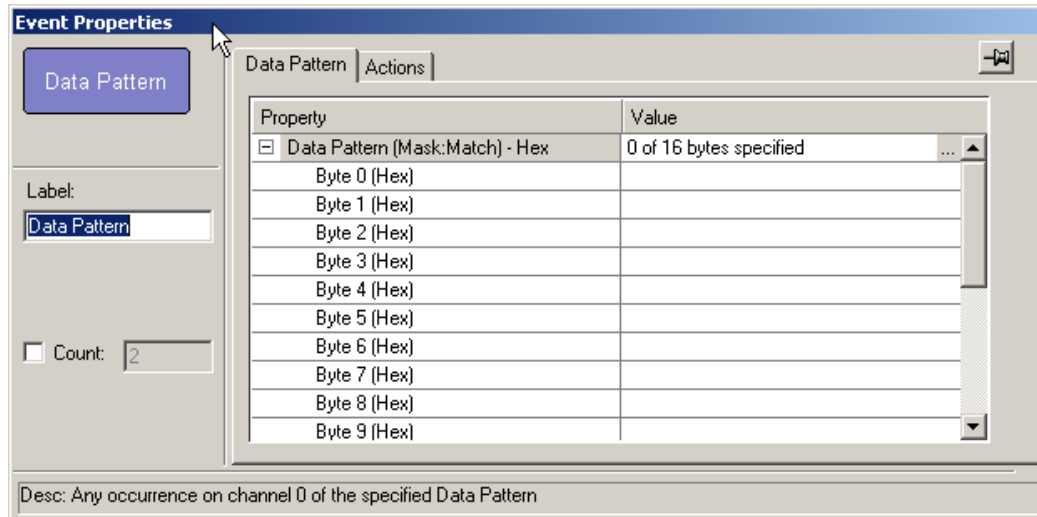 Event Properties
Data Pattern
Data Pattern Actions
Property Value
Data Pattern (Mask:Match) - Hex 0 of 16 bytes specified ...
Byte 0 (Hex)
Label:
Byte 1 (Hex)
Data Pattern
Byte 2 (Hex)
Byte 3 (Hex)
Byte 4 (Hex)
Byte 5 (Hex)
Count: 2
Byte 6 (Hex)
Byte 7 (Hex)
Byte 8 (Hex)
Byte 9 (Hex)
Desc: Any occurrence on channel 0 of the specified Data Pattern